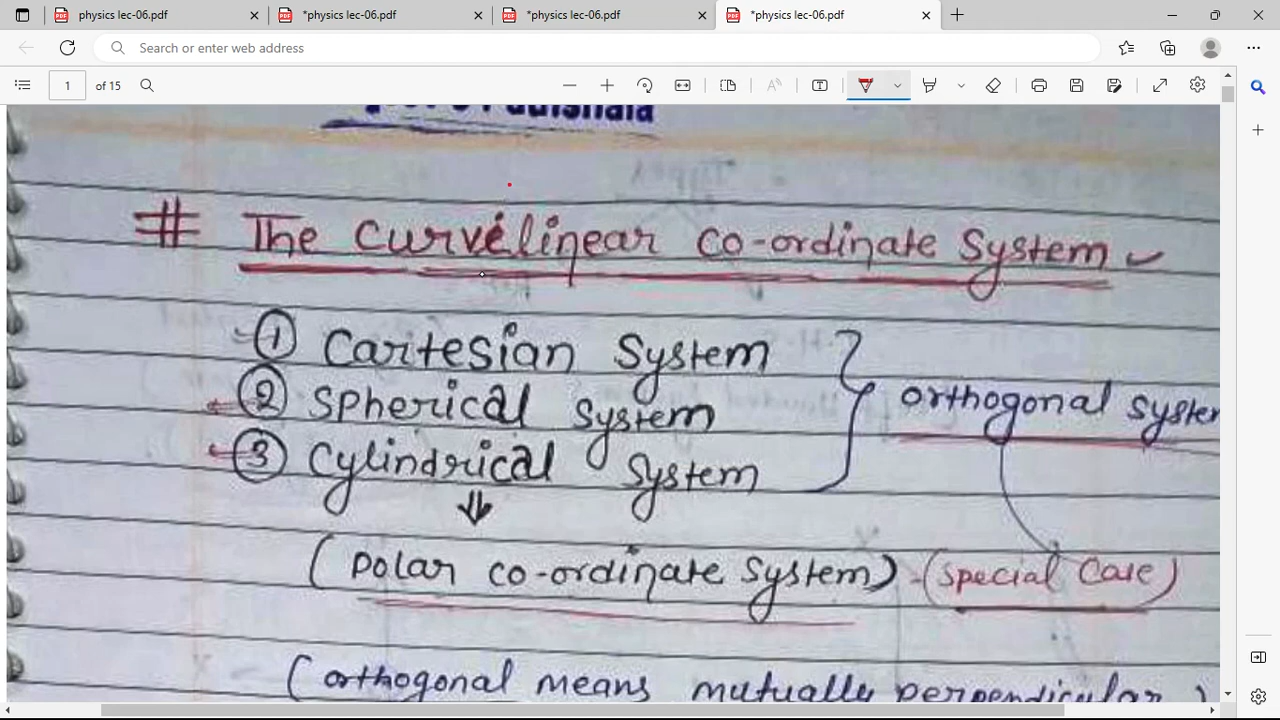 physics lec-06.pdf
*physics lec-06.pdf
*physics lec-06.pdf
*physics lec-06.pdf
Search or enter web address
1 of 15
# The Curvelinear Co-ordinate System
① Cartesian System
② Spherical System
③ Cylindrical System
orthogonal System
(Polar co-ordinate System) - (Special Case)
(orthogonal means mutually perpendicular)